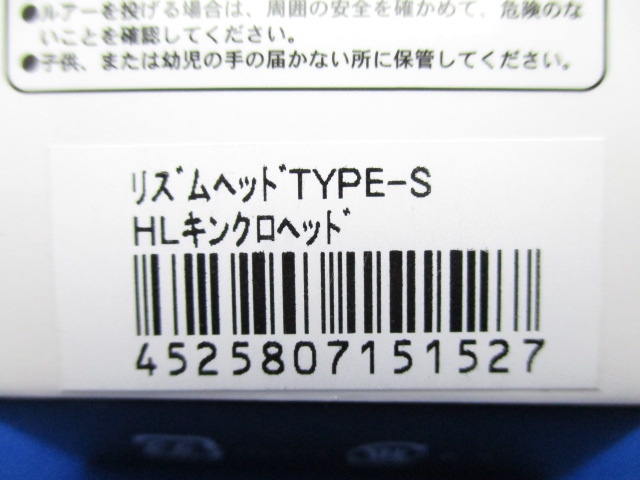 ●ルアーを投げる場合は、周囲の安全を確かめて、危険のな
いことを確認してください。
●子供、または幼児の手の届かない所に保管してください。
ﾘｽﾞﾑﾍｯﾄﾞTYPE-S
HLｷﾝｸﾛﾍｯﾄﾞ
4525807151527